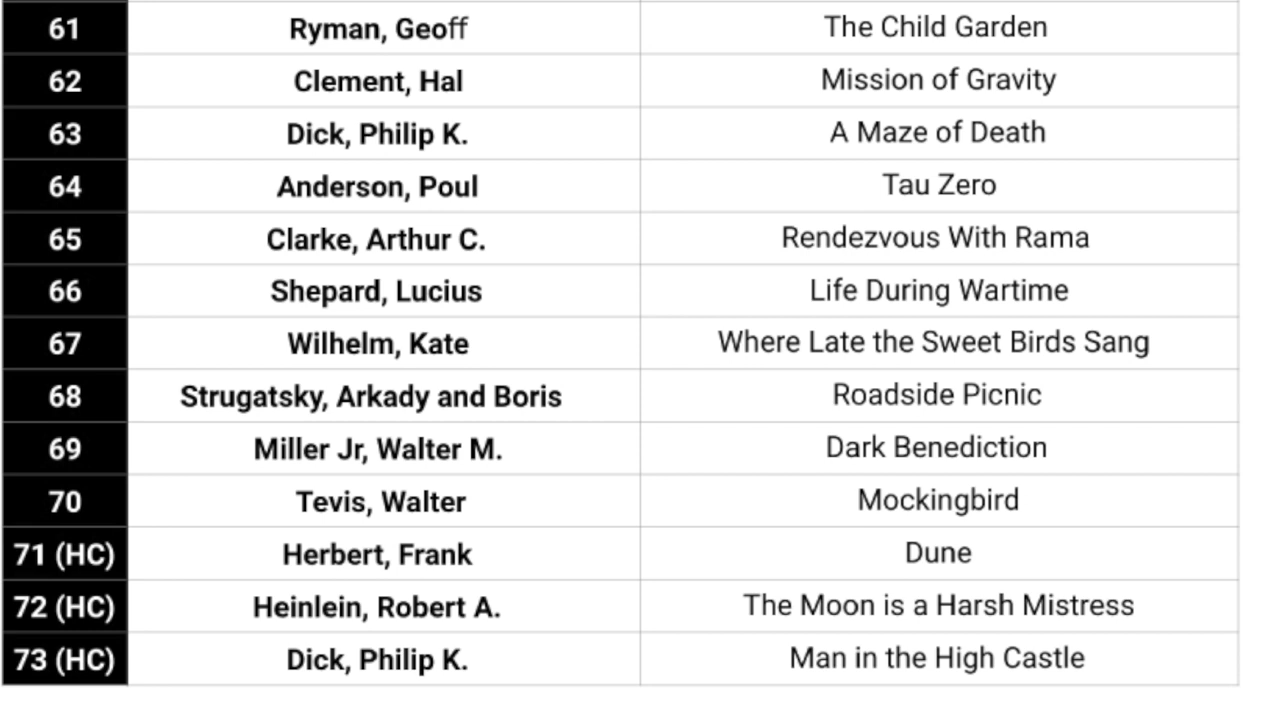 61 Ryman, Geoff The Child Garden
62 Clement, Hal Mission of Gravity
63 Dick, Philip K. A Maze of Death
64 Anderson, Poul Tau Zero
65 Clarke, Arthur C. Rendezvous With Rama
66 Shepard, Lucius Life During Wartime
67 Wilhelm, Kate Where Late the Sweet Birds Sang
68 Strugatsky, Arkady and Boris Roadside Picnic
69 Miller Jr, Walter M. Dark Benediction
70 Tevis, Walter Mockingbird
71 (HC) Herbert, Frank Dune
72 (HC) Heinlein, Robert A. The Moon is a Harsh Mistress
73 (HC) Dick, Philip K. Man in the High Castle